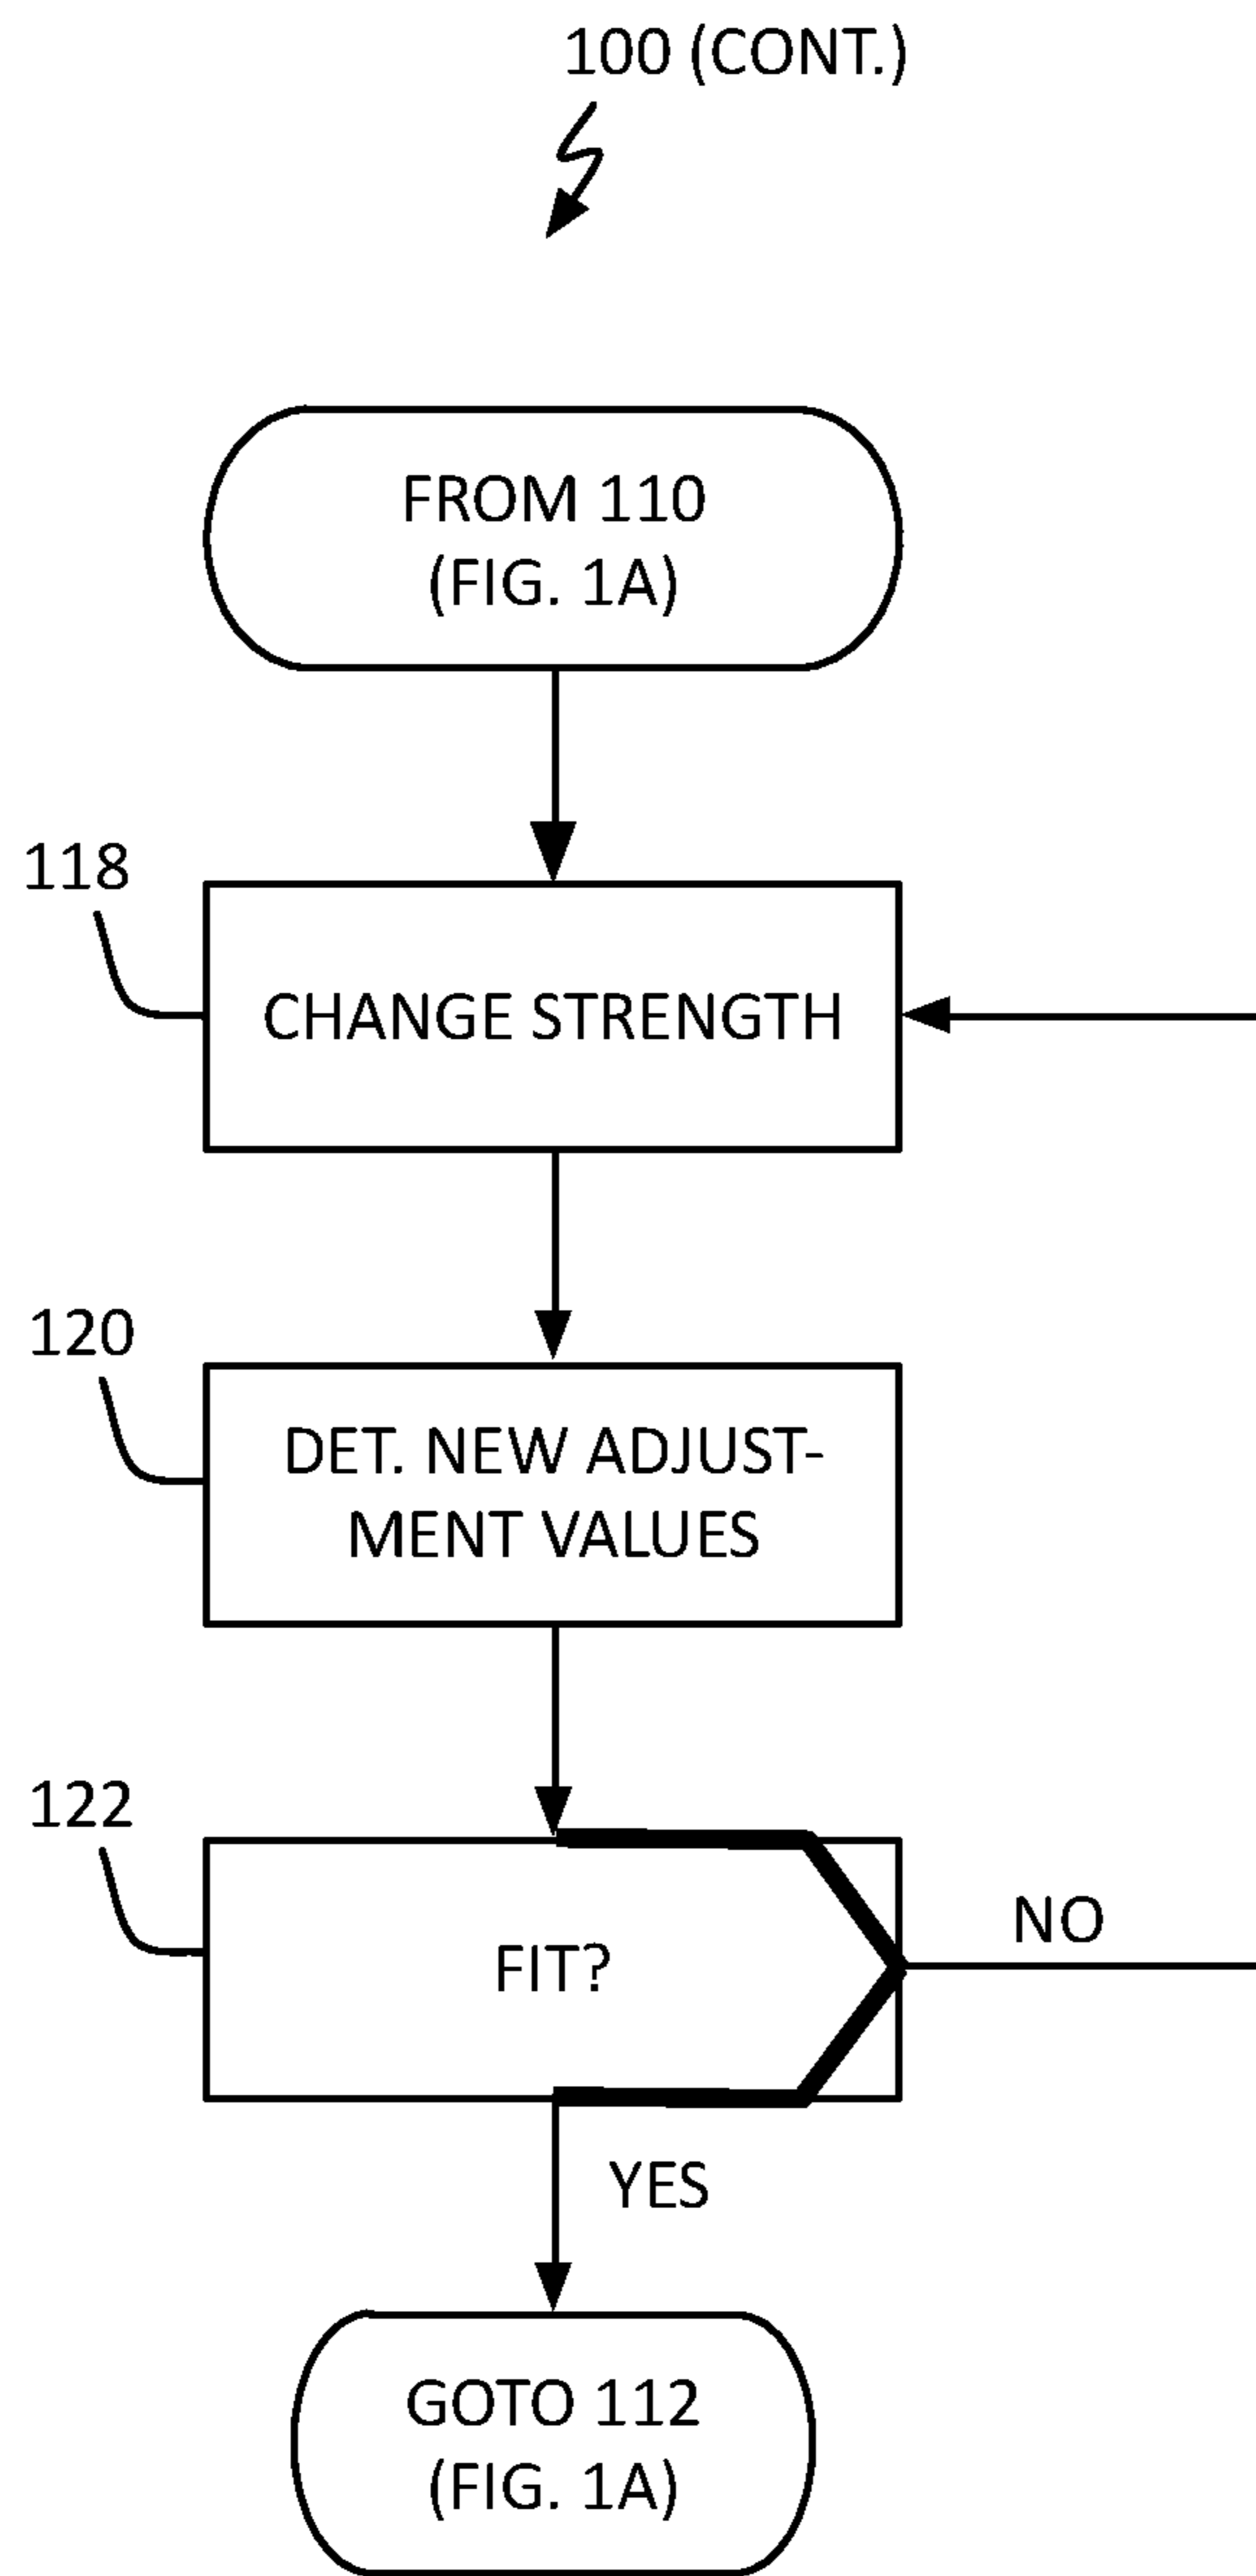 100 (CONT.)
FROM 110
(FIG. 1A)
118
CHANGE STRENGTH
120
DET. NEW ADJUST-
MENT VALUES
122
FIT?
NO
YES
GOTO 112
(FIG. 1A)